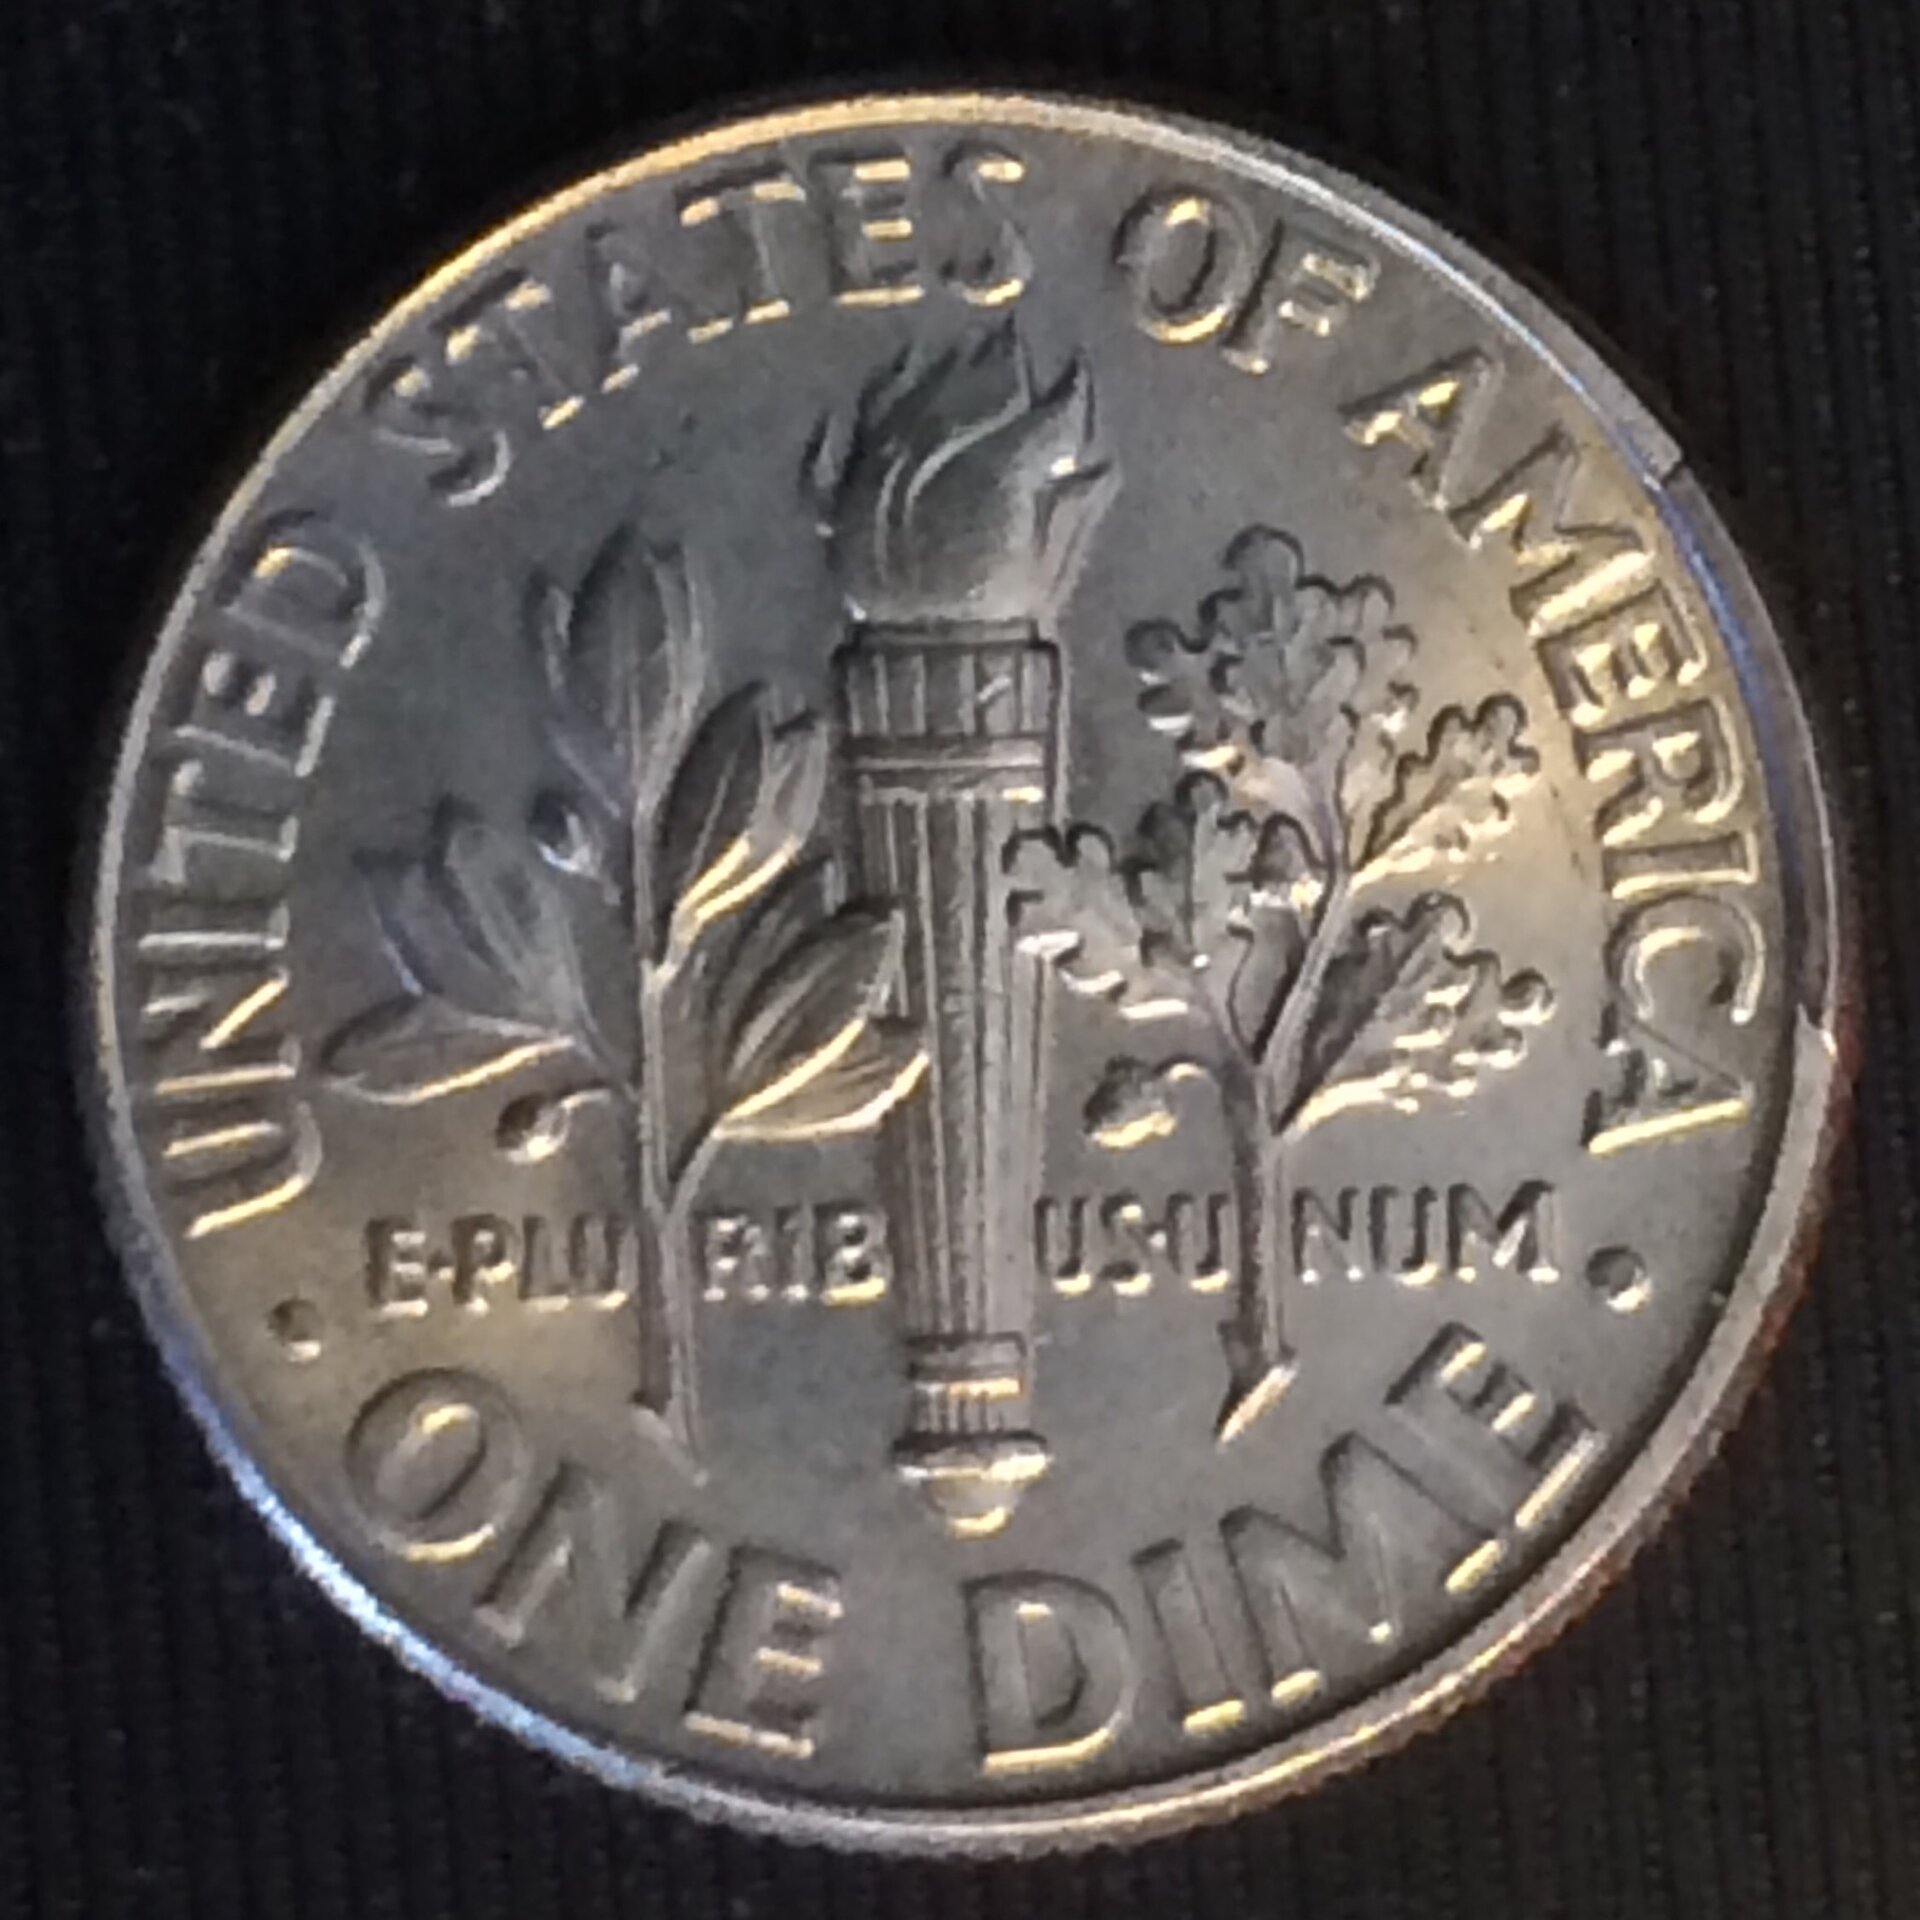 UNITED STATES OF AMERICA
E·PLURIBUS·UNUM
· ONE DIME ·